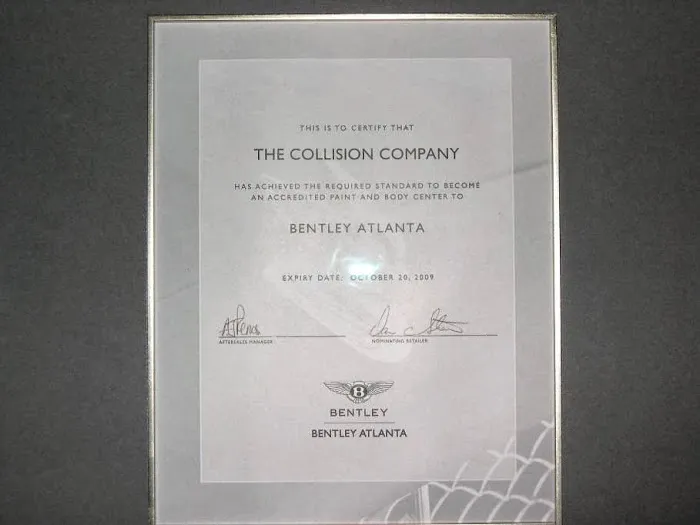 THIS IS TO CERTIFY THAT
THE COLLISION COMPANY
HAS ACHIEVED THE REQUIRED STANDARD TO BECOME
AN ACCREDITED PAINT AND BODY CENTER TO
BENTLEY ATLANTA
EXPIRY DATE: OCTOBER 20, 2009
AFTERSALES MANAGER NOMINATING RETAILER
B
BENTLEY
BENTLEY ATLANTA